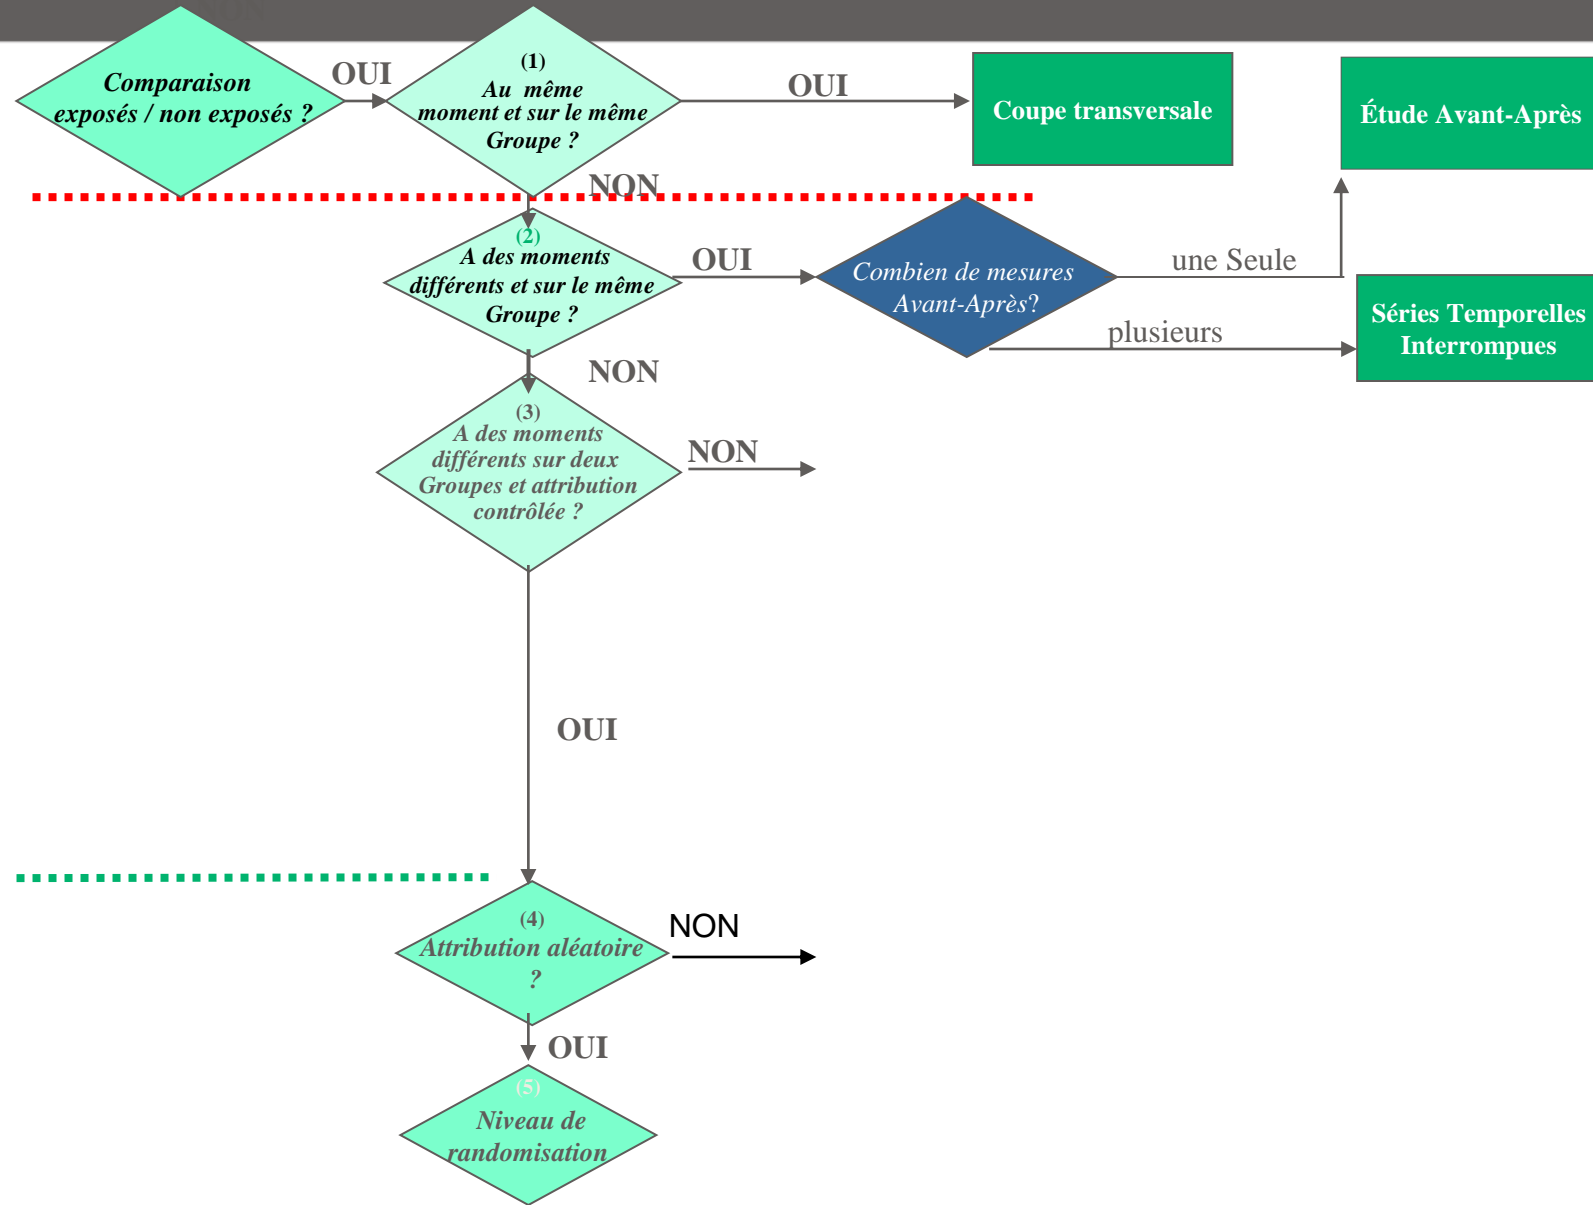 NON
Comparaison
exposés / non exposés ?
OUI
(1)
Au même
moment et sur le même
Groupe ?
OUI
Coupe transversale
Étude Avant-Après
NON
(2)
A des moments
différents et sur le même
Groupe ?
OUI
Combien de mesures
Avant-Après?
une Seule
plusieurs
Séries Temporelles
Interrompues
NON
(3)
A des moments
différents sur deux
Groupes et attribution
contrôlée ?
NON
OUI
(4)
Attribution aléatoire
?
NON
OUI
(5)
Niveau de
randomisation